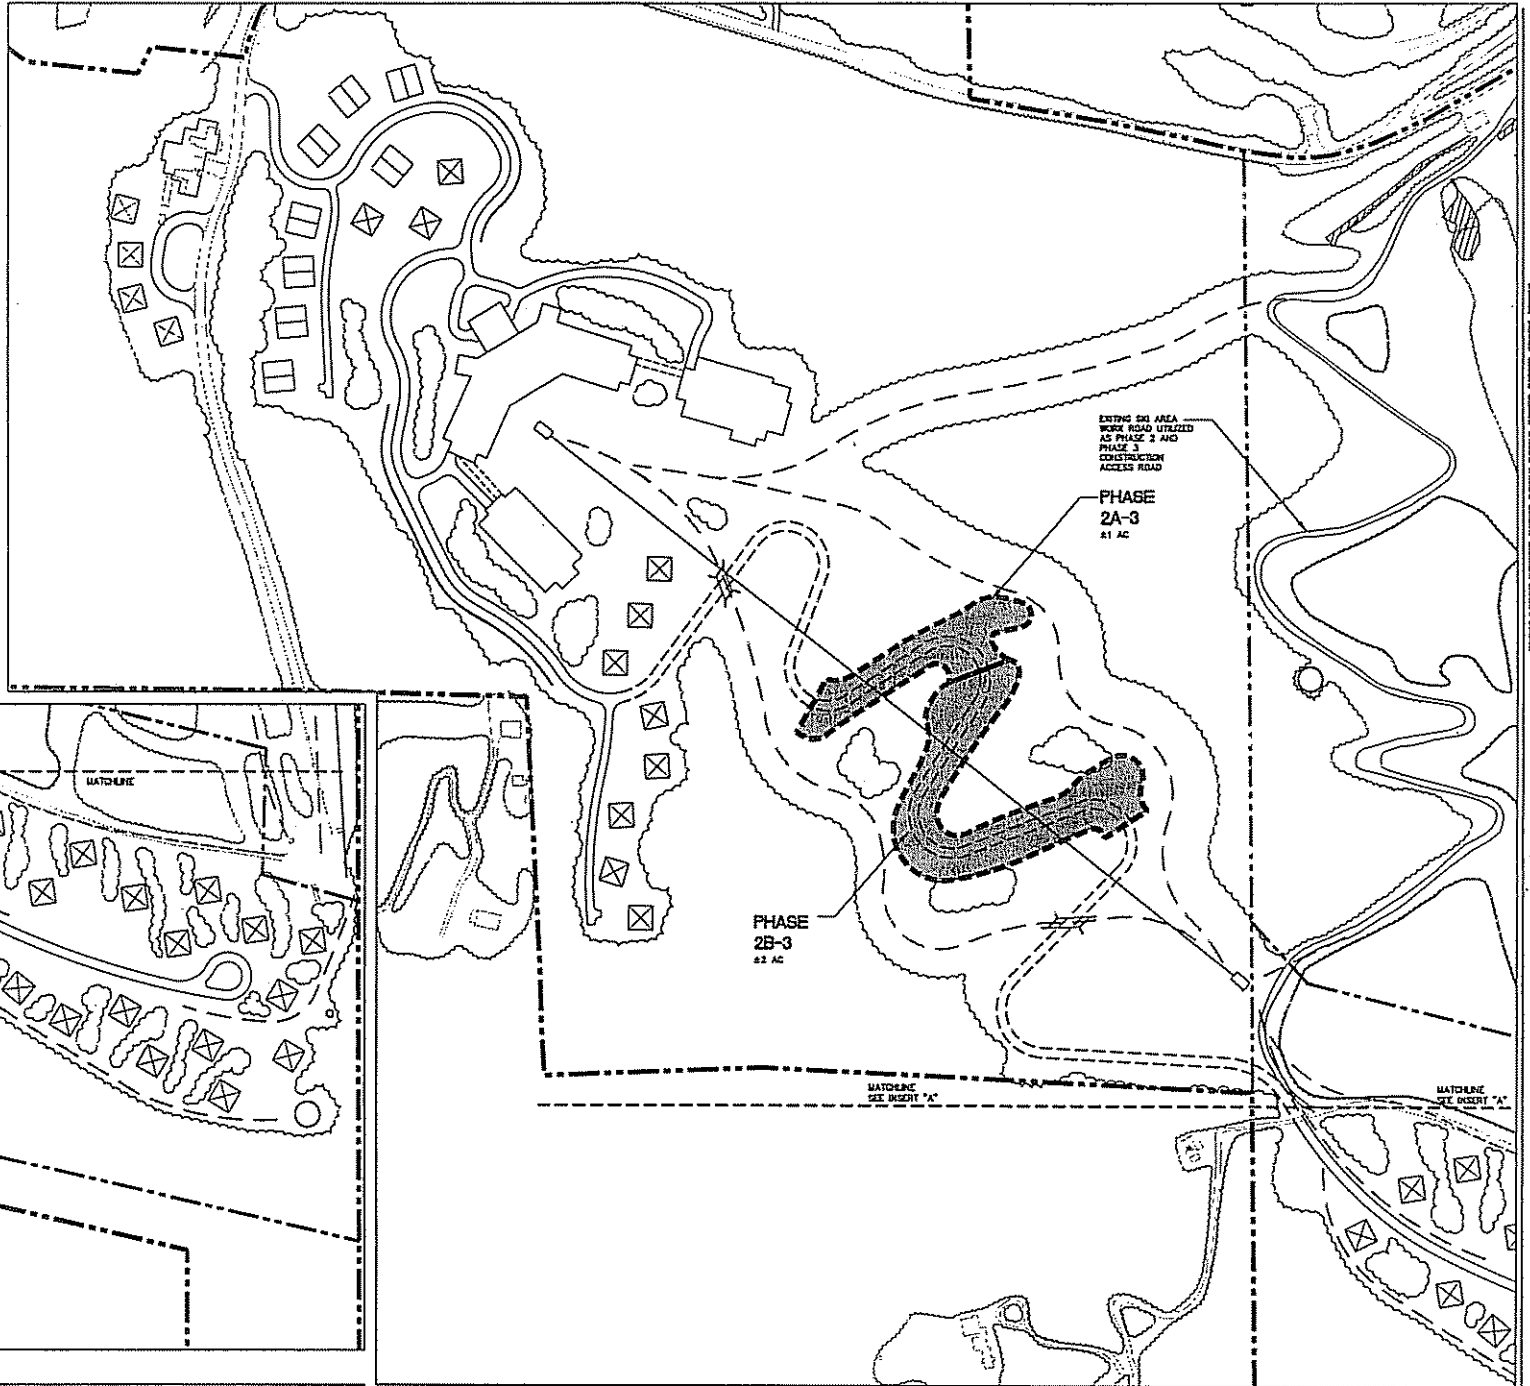 EXITING SKI AREA
WORK ROAD UTILIZED
AS PHASE 2 AND
PHASE 3
CONSTRUCTION
ACCESS ROAD
PHASE
2A-3
±1 AC
MATCHLINE
PHASE
2B-3
±2 AC
MATCHLINE
SEE INSERT "A"
MATCHLINE
SEE INSERT "A"